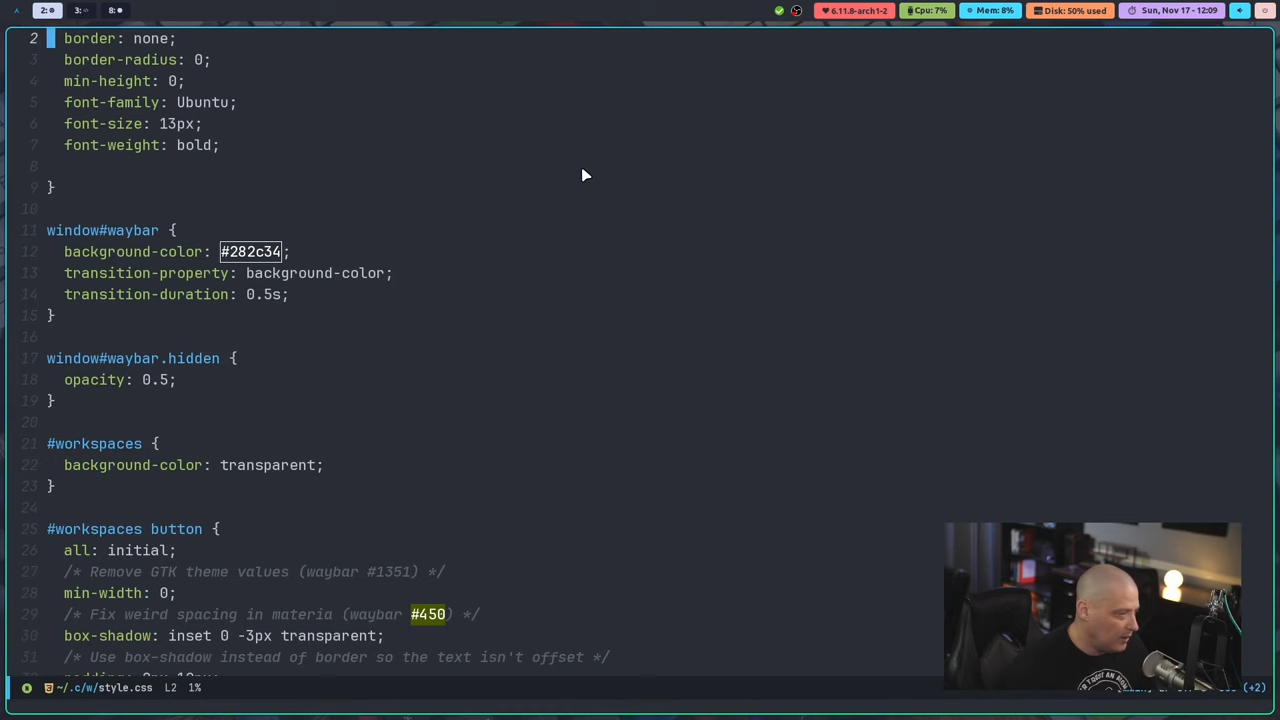 2:
3:
8:
6.11.8-arch1-2
Cpu: 7%
Mem: 8%
Disk: 50% used
Sun, Nov 17 - 12:09
2 border: none;
3 border-radius: 0;
4 min-height: 0;
5 font-family: Ubuntu;
6 font-size: 13px;
7 font-weight: bold;
8
9 }
10
11 window#waybar {
12 background-color: #282c34;
13 transition-property: background-color;
14 transition-duration: 0.5s;
15 }
16
17 window#waybar.hidden {
18 opacity: 0.5;
19 }
20
21 #workspaces {
22 background-color: transparent;
23 }
24
25 #workspaces button {
26 all: initial;
27 /* Remove GTK theme values (waybar #1351) */
28 min-width: 0;
29 /* Fix weird spacing in materia (waybar #450) */
30 box-shadow: inset 0 -3px transparent;
31 /* Use box-shadow instead of border so the text isn't offset */
~/.c/w/style.css L2 1%
(+2)